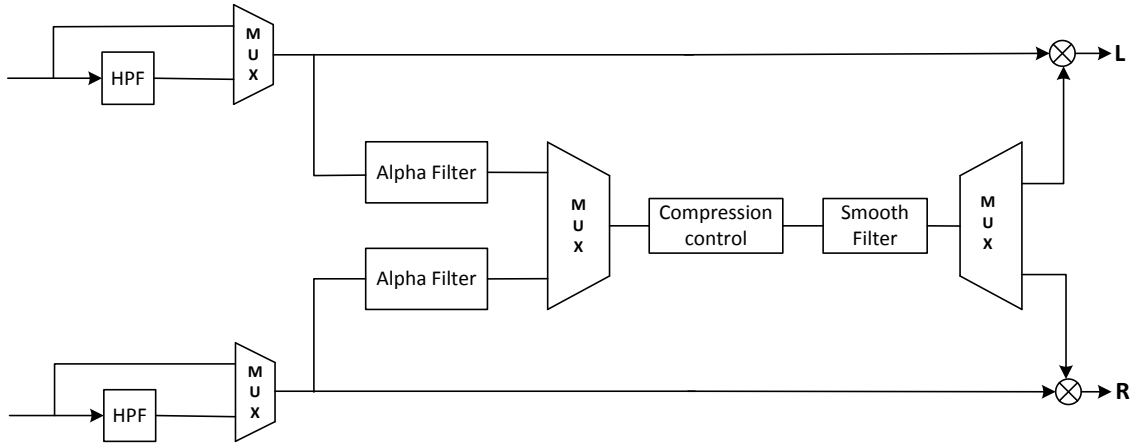 M
U
X
HPF
L
Alpha Filter
M
U
X
Compression
control
Smooth
Filter
M
U
X
Alpha Filter
M
U
X
HPF
R